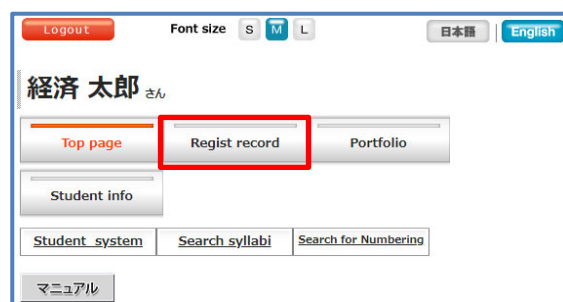 Logout Font size S M L 日本語 English
経済 太郎 さん
Top page Regist record Portfolio
Student info
Student system Search syllabi Search for Numbering
マニュアル